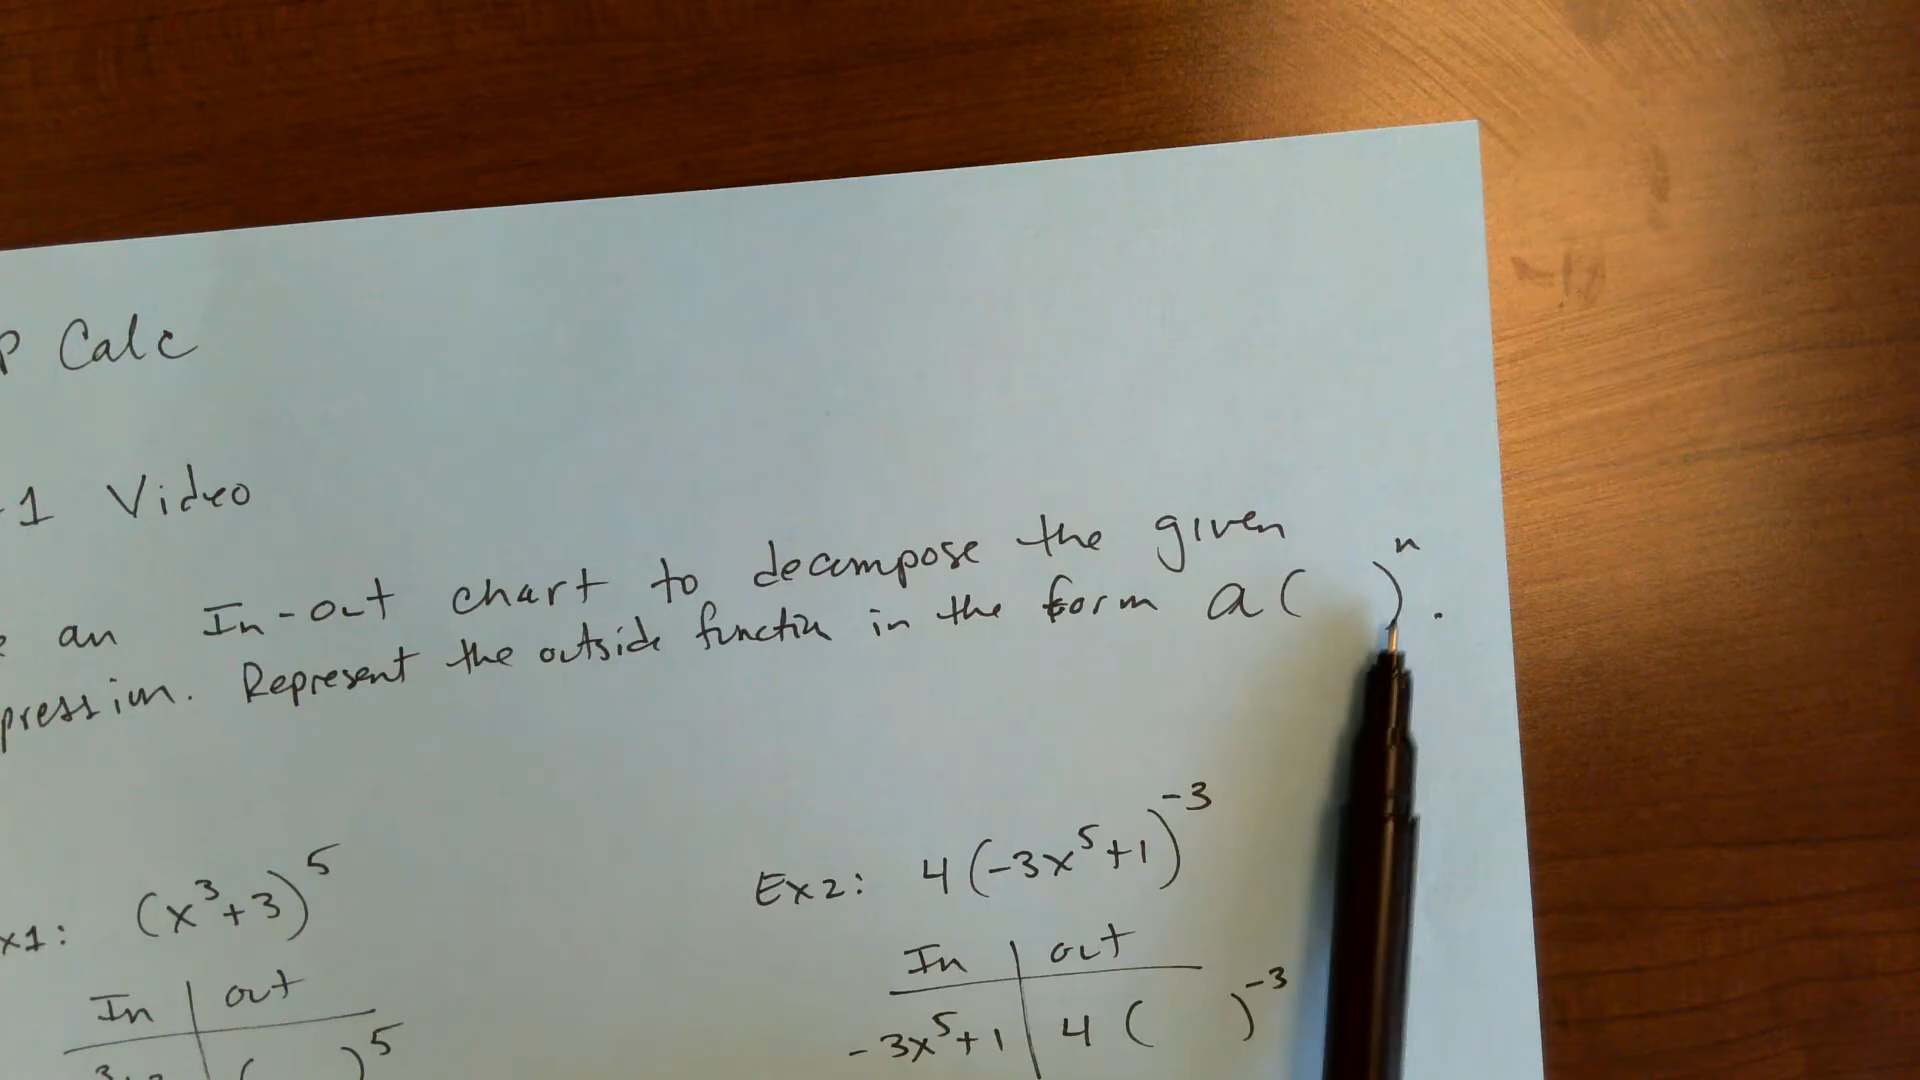 P Calc
-1 Video
e an In-out chart to decompose the given
pression. Represent the outside function in the form a( )ⁿ.
x1: (x³+3)⁵
Ex2: 4(-3x⁵+1)⁻³
In | out
In | out
( )⁵
-3x⁵+1 | 4( )⁻³